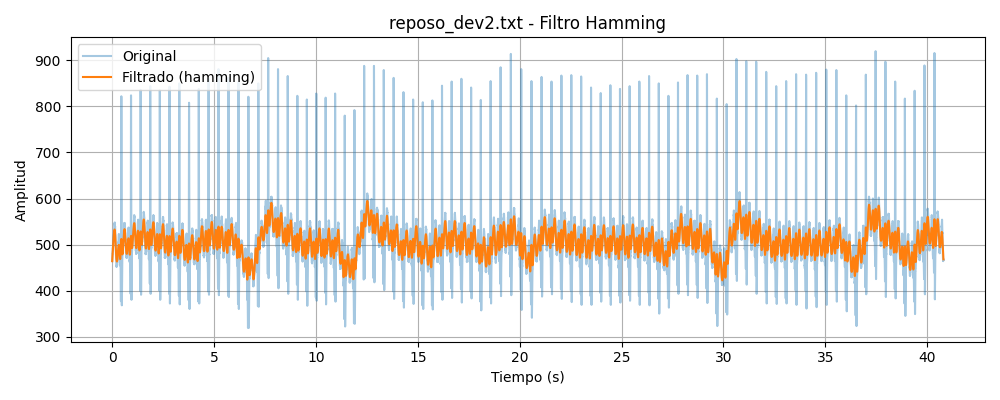 reposo_dev2.txt - Filtro Hamming
Original
Filtrado (hamming)
Amplitud
900
800
700
600
500
400
300
0 5 10 15 20 25 30 35 40
Tiempo (s)